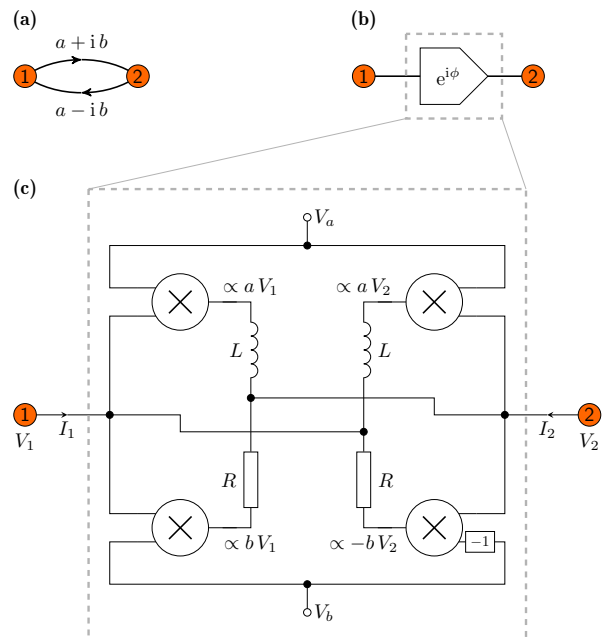 (a)
a + i b
1
2
a − i b
(b)
1
e^{iϕ}
2
(c)
V_a
∝ a V_1
∝ a V_2
L
L
1
2
V_1
I_1
I_2
V_2
R
R
∝ b V_1
∝ −b V_2
−1
V_b